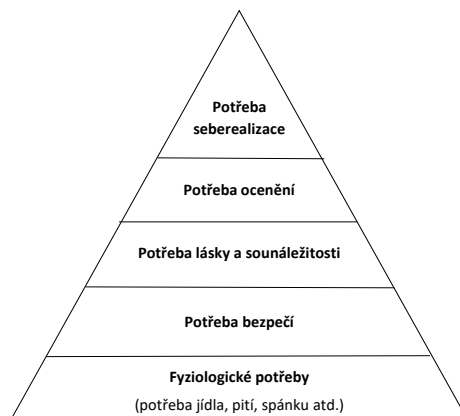 Potřeba
seberealizace
Potřeba ocenění
Potřeba lásky a sounáležitosti
Potřeba bezpečí
Fyziologické potřeby
(potřeba jídla, pití, spánku atd.)